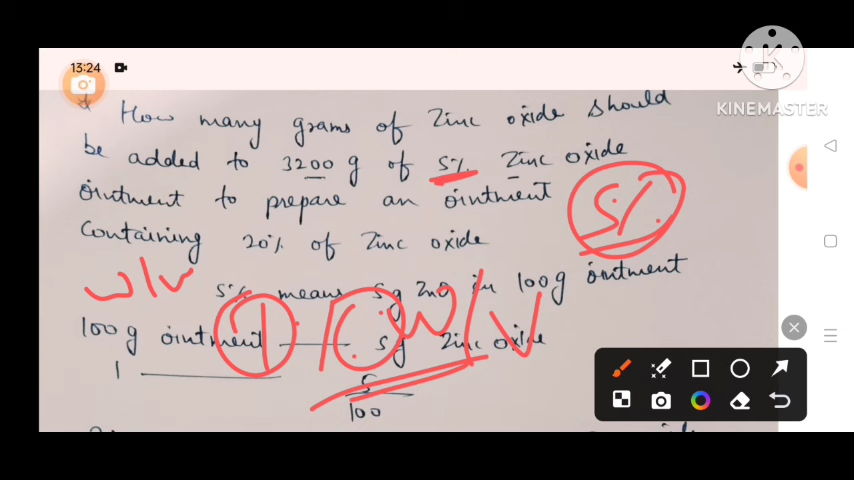 13:24
KINEMASTER
How many grams of Zinc oxide should
be added to 3200 g of 5% Zinc oxide
ointment to prepare an ointment
5%
Containing 20% of Zinc oxide
w/v
5% means 5g ZnO in 100g ointment
1% w/v
100 g ointment 5g Zinc oxide
1 5
100